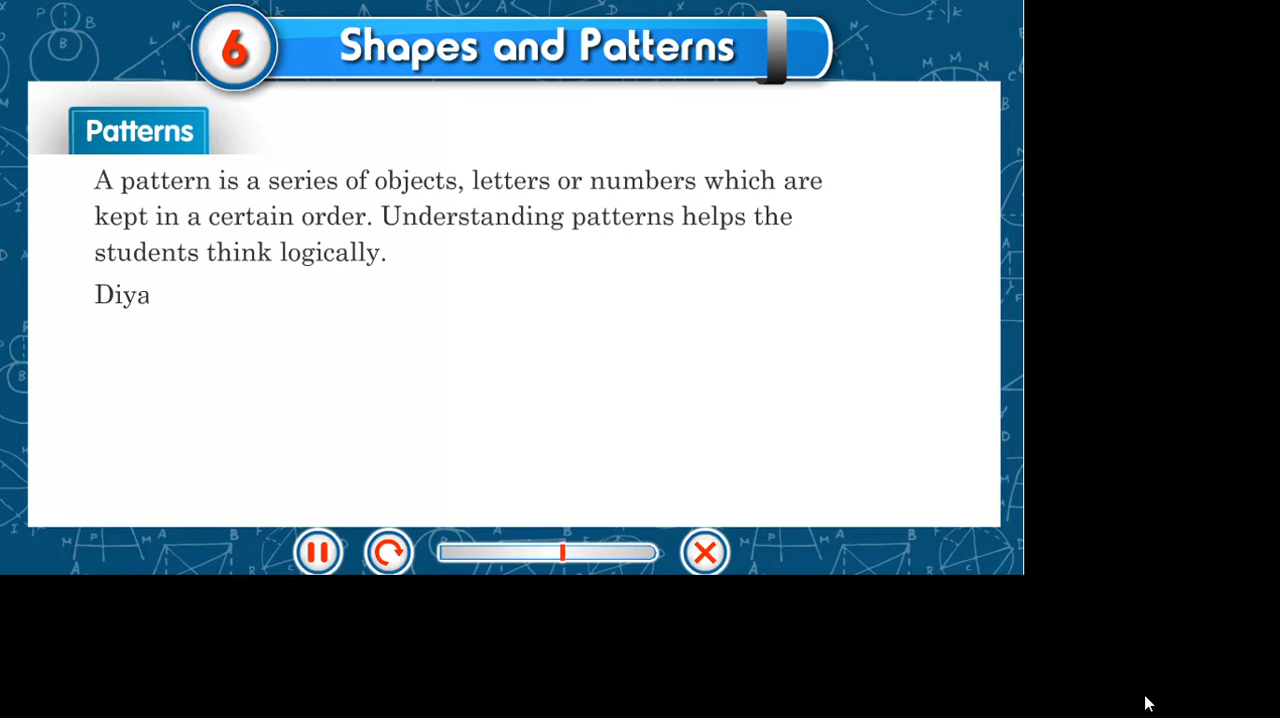 6
Shapes and Patterns
Patterns
A pattern is a series of objects, letters or numbers which are
kept in a certain order. Understanding patterns helps the
students think logically.
Diya